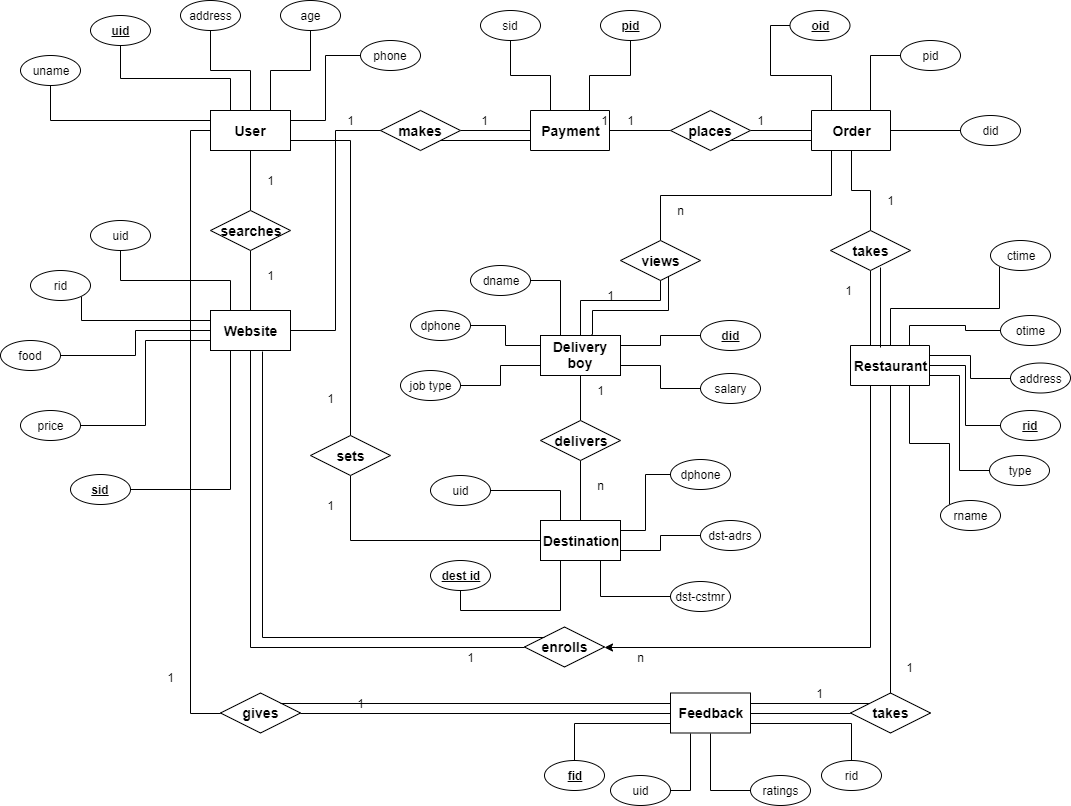 address
age
sid
pid
oid
uid
phone
pid
uname
User
1
makes
1
Payment
1
1
places
1
Order
did
1
searches
1
uid
n
views
1
takes
ctime
dname
rid
1
1
Website
dphone
did
otime
food
Delivery
boy
Restaurant
address
job type
salary
1
1
price
rid
delivers
sets
type
dphone
n
sid
uid
1
rname
Destination
dst-adrs
dest id
dst-cstmr
enrolls
1
n
1
1
1
1
gives
Feedback
takes
fid
rid
uid
ratings